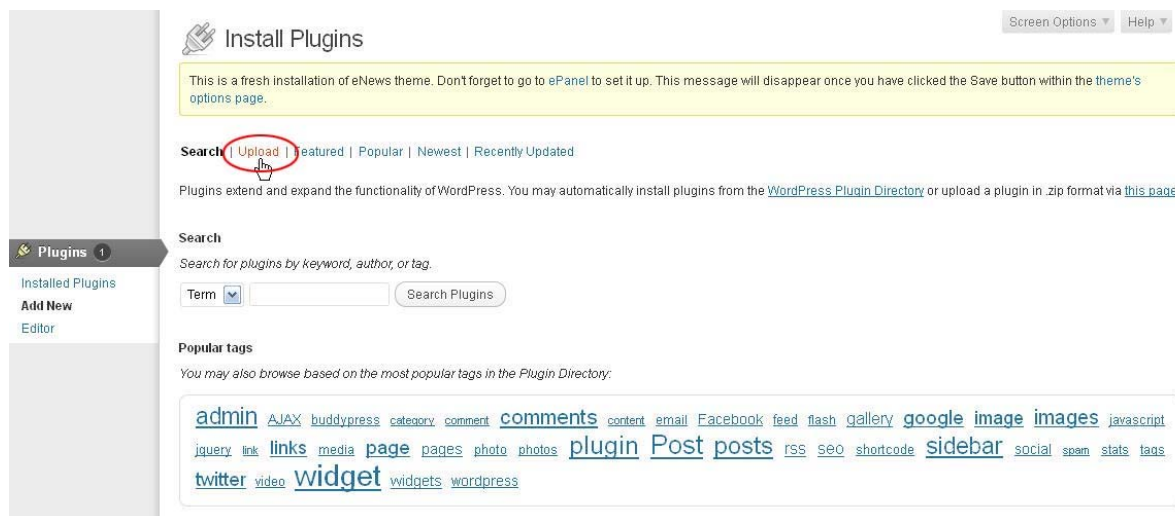 Screen Options Help
Install Plugins
This is a fresh installation of eNews theme. Don't forget to go to ePanel to set it up. This message will disappear once you have clicked the Save button within the theme's
options page.
Search | Upload | Featured | Popular | Newest | Recently Updated
Plugins extend and expand the functionality of WordPress. You may automatically install plugins from the WordPress Plugin Directory or upload a plugin in .zip format via this page
Plugins 1
Installed Plugins
Add New
Editor
Search
Search for plugins by keyword, author, or tag.
Term Search Plugins
Popular tags
You may also browse based on the most popular tags in the Plugin Directory:
admin AJAX buddypress category comment comments content email Facebook feed flash gallery google image images javascript
jquery link links media page pages photo photos plugin Post posts rss seo shortcode sidebar social spam stats tags
twitter video widget widgets wordpress